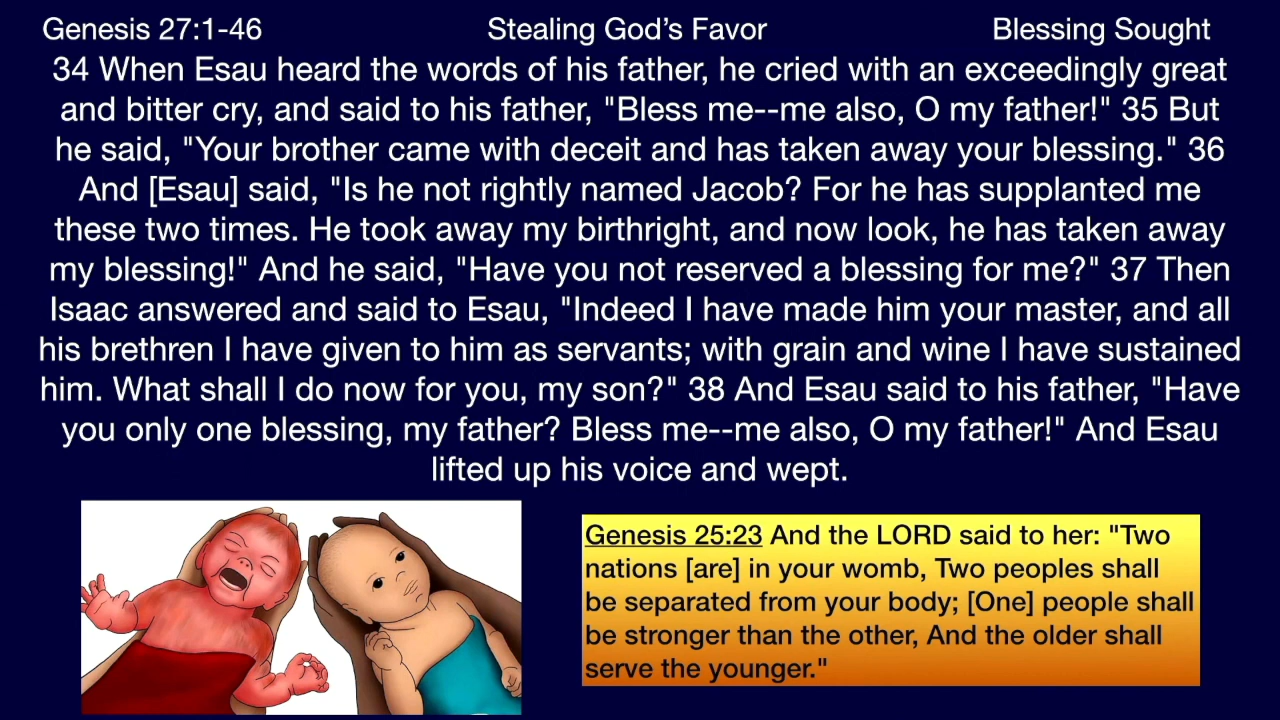 Genesis 27:1-46 Stealing God's Favor Blessing Sought
34 When Esau heard the words of his father, he cried with an exceedingly great
and bitter cry, and said to his father, "Bless me--me also, O my father!" 35 But
he said, "Your brother came with deceit and has taken away your blessing." 36
And [Esau] said, "Is he not rightly named Jacob? For he has supplanted me
these two times. He took away my birthright, and now look, he has taken away
my blessing!" And he said, "Have you not reserved a blessing for me?" 37 Then
Isaac answered and said to Esau, "Indeed I have made him your master, and all
his brethren I have given to him as servants; with grain and wine I have sustained
him. What shall I do now for you, my son?" 38 And Esau said to his father, "Have
you only one blessing, my father? Bless me--me also, O my father!" And Esau
lifted up his voice and wept.
Genesis 25:23 And the LORD said to her: "Two
nations [are] in your womb, Two peoples shall
be separated from your body; [One] people shall
be stronger than the other, And the older shall
serve the younger."